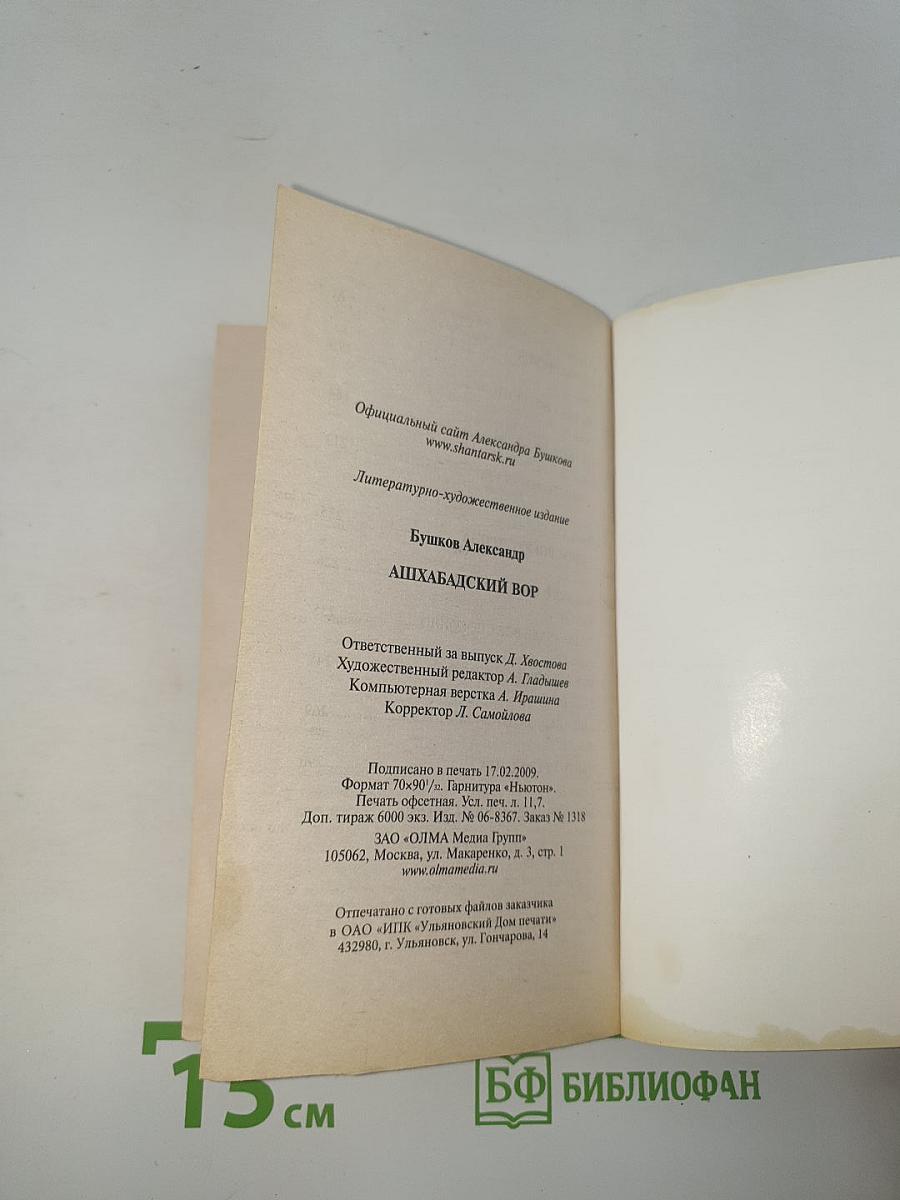 Официальный сайт Александра Бушкова
www.shantarsk.ru
Литературно-художественное издание
Бушков Александр
АШХАБАДСКИЙ ВОР
Ответственный за выпуск Д. Хвостова
Художественный редактор А. Гладышев
Компьютерная верстка А. Ирашина
Корректор Л. Самойлова
Подписано в печать 17.02.2009.
Формат 70×90¹/₃₂. Гарнитура «Ньютон».
Печать офсетная. Усл. печ. л. 11,7.
Доп. тираж 6000 экз. Изд. № 06-8367. Заказ № 1318
ЗАО «ОЛМА Медиа Групп»
105062, Москва, ул. Макаренко, д. 3, стр. 1
www.olmamedia.ru
Отпечатано с готовых файлов заказчика
в ОАО «ИПК «Ульяновский Дом печати»
432980, г. Ульяновск, ул. Гончарова, 14
15 см
БФ БИБЛИОФАН